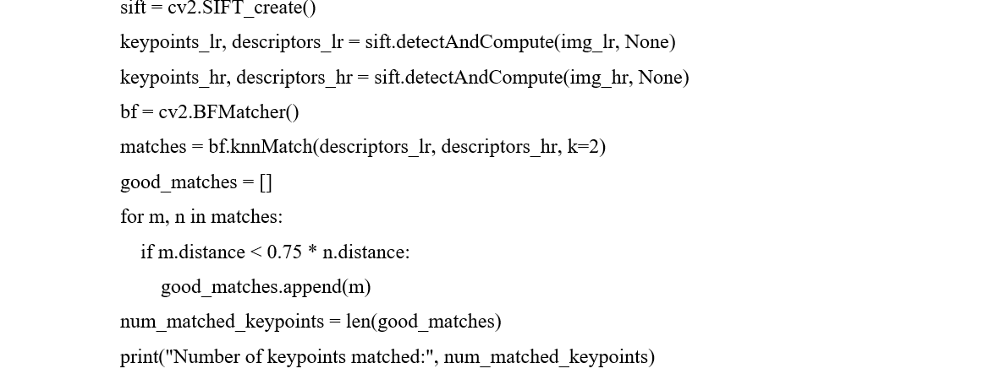 sift = cv2.SIFT_create()
keypoints_lr, descriptors_lr = sift.detectAndCompute(img_lr, None)
keypoints_hr, descriptors_hr = sift.detectAndCompute(img_hr, None)
bf = cv2.BFMatcher()
matches = bf.knnMatch(descriptors_lr, descriptors_hr, k=2)
good_matches = []
for m, n in matches:
    if m.distance < 0.75 * n.distance:
        good_matches.append(m)
num_matched_keypoints = len(good_matches)
print("Number of keypoints matched:", num_matched_keypoints)